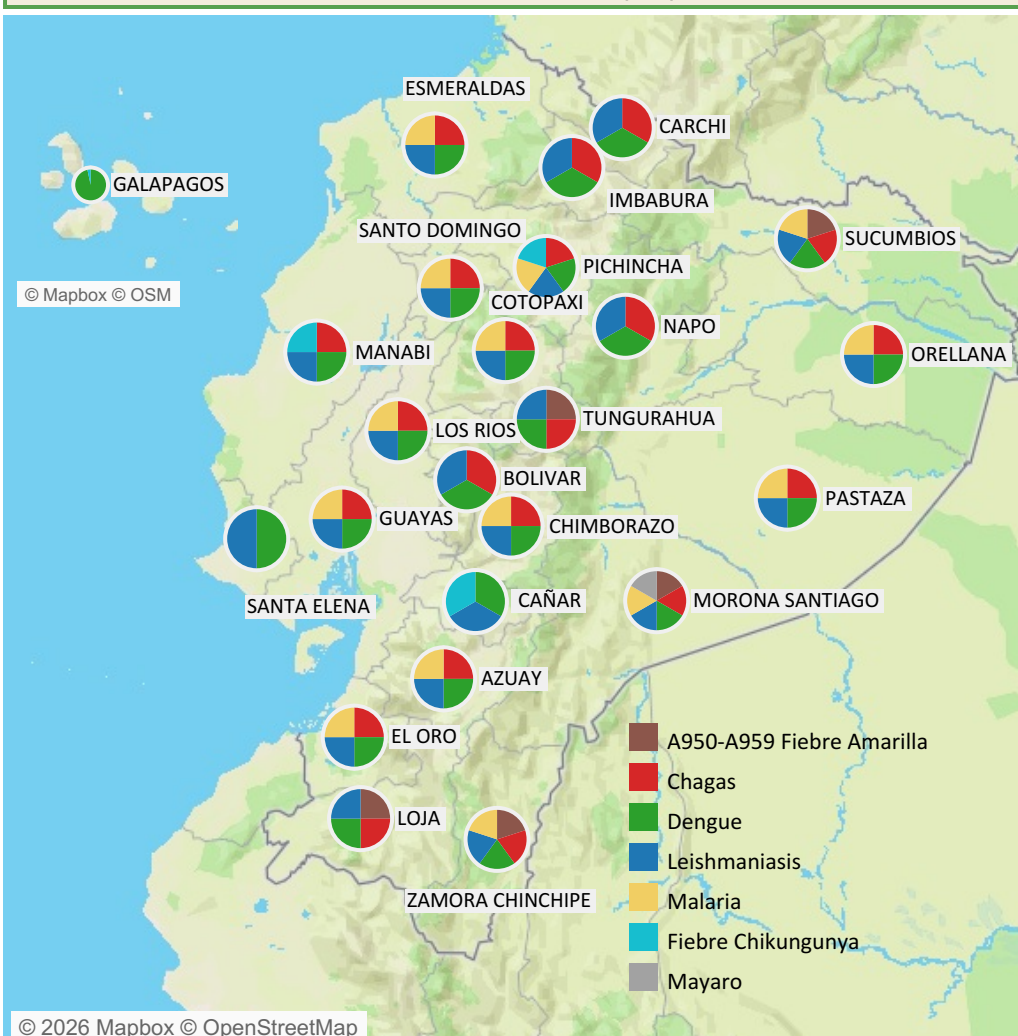 ESMERALDAS
CARCHI
GALAPAGOS
IMBABURA
SANTO DOMINGO
SUCUMBIOS
PICHINCHA
© Mapbox © OSM
COTOPAXI
NAPO
MANABI
ORELLANA
TUNGURAHUA
LOS RIOS
BOLIVAR
PASTAZA
GUAYAS
CHIMBORAZO
SANTA ELENA
CAÑAR
MORONA SANTIAGO
AZUAY
EL ORO
LOJA
ZAMORA CHINCHIPE
A950-A959 Fiebre Amarilla
Chagas
Dengue
Leishmaniasis
Malaria
Fiebre Chikungunya
Mayaro
© 2026 Mapbox © OpenStreetMap